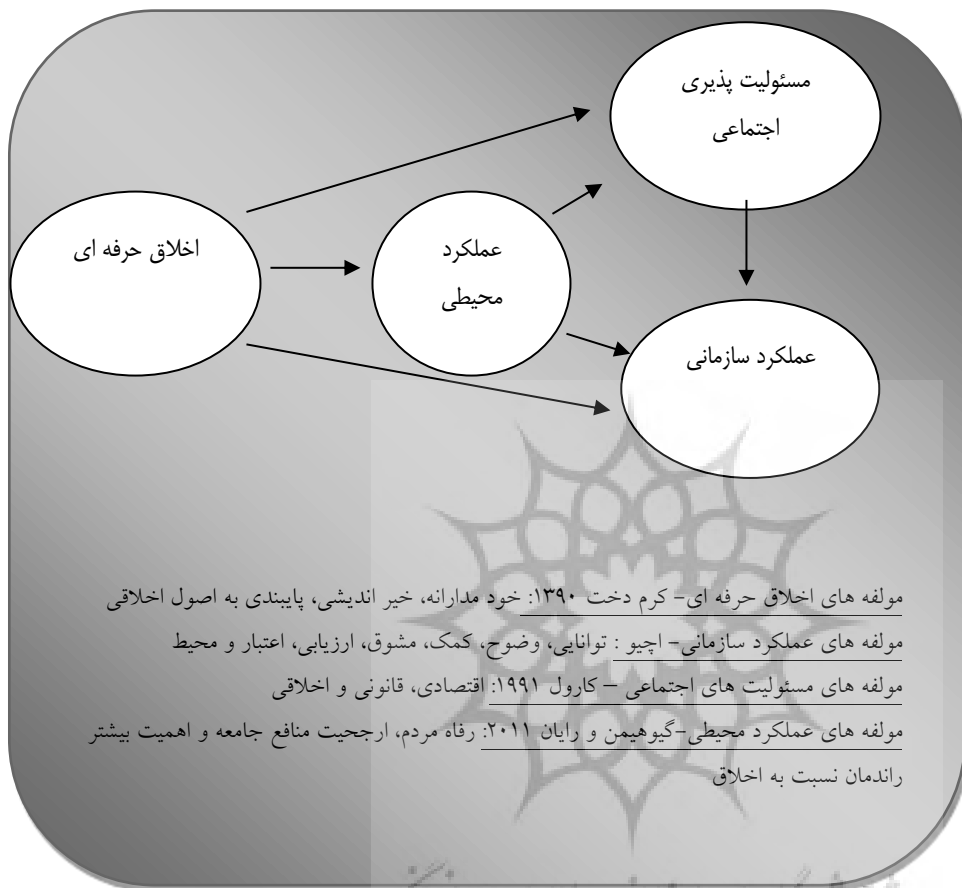 مسئولیت پذیری
اجتماعی
اخلاق حرفه ای
عملکرد
محیطی
عملکرد سازمانی
مولفه های اخلاق حرفه ای- کرم دخت ۱۳۹۰: خود مدارانه، خیر اندیشی، پایبندی به اصول اخلاقی
مولفه های عملکرد سازمانی- اچیو : توانایی، وضوح، کمک، مشوق، ارزیابی، اعتبار و محیط
مولفه های مسئولیت های اجتماعی – کارول ۱۹۹۱: اقتصادی، قانونی و اخلاقی
مولفه های عملکرد محیطی-گیوهیمن و رایان ۲۰۱۱: رفاه مردم، ارجحیت منافع جامعه و اهمیت بیشتر
راندمان نسبت به اخلاق